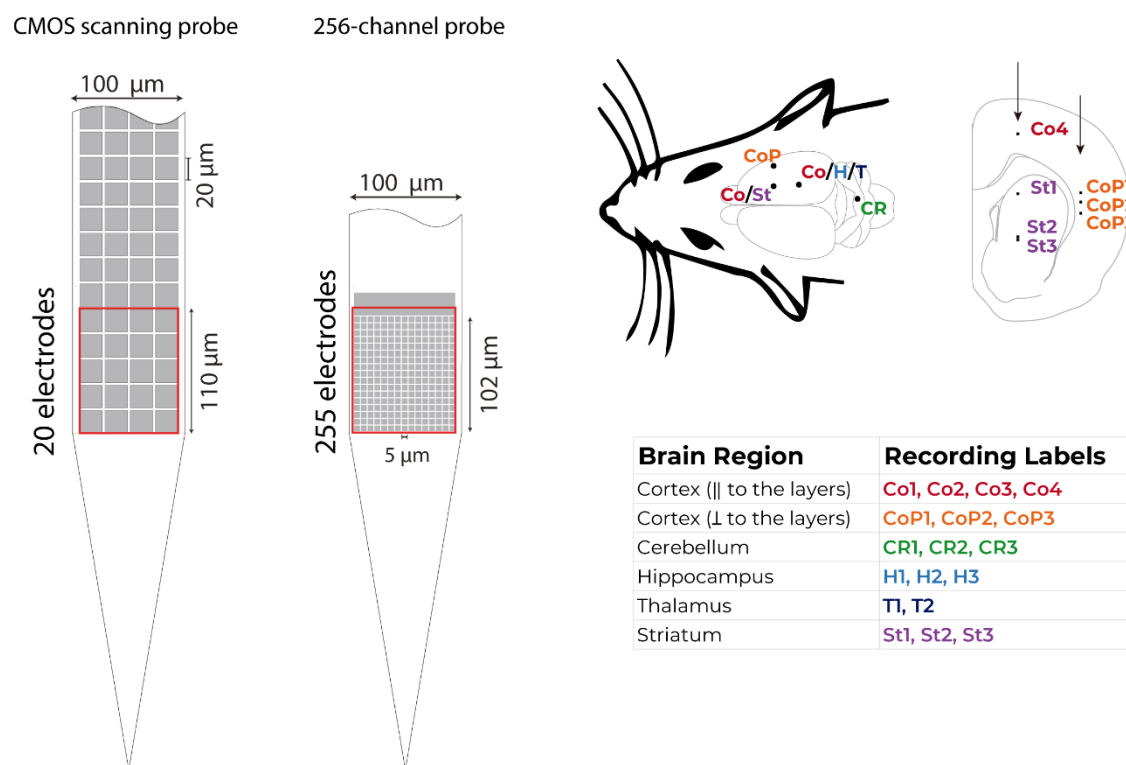 CMOS scanning probe
256-channel probe
100 µm
20 µm
20 electrodes
110 µm
100 µm
255 electrodes
102 µm
5 µm
CoP
Co/H/T
Co/St
CR
Co4
St1
CoP1
CoP2
CoP3
St2
St3
Brain Region Recording Labels
Cortex (ǁ to the layers) Co1, Co2, Co3, Co4
Cortex (⊥ to the layers) CoP1, CoP2, CoP3
Cerebellum CR1, CR2, CR3
Hippocampus H1, H2, H3
Thalamus T1, T2
Striatum St1, St2, St3